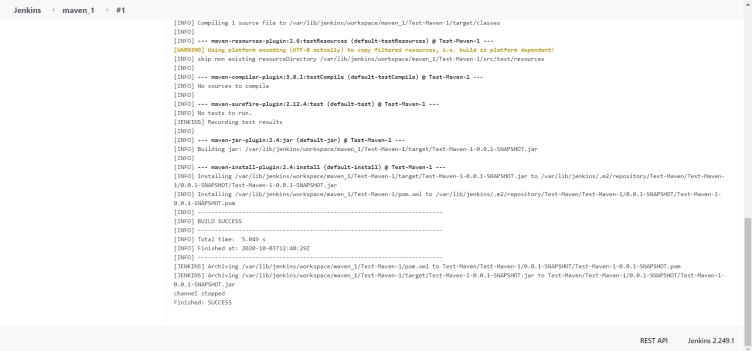 Jenkins › maven_1 › #1
[INFO] Compiling 1 source file to /var/lib/jenkins/workspace/maven_1/Test-Maven-1/target/classes
[INFO]
[INFO] --- maven-resources-plugin:2.6:testResources (default-testResources) @ Test-Maven-1 ---
[WARNING] Using platform encoding (UTF-8 actually) to copy filtered resources, i.e. build is platform dependent!
[INFO] skip non existing resourceDirectory /var/lib/jenkins/workspace/maven_1/Test-Maven-1/src/test/resources
[INFO]
[INFO] --- maven-compiler-plugin:3.8.1:testCompile (default-testCompile) @ Test-Maven-1 ---
[INFO] No sources to compile
[INFO]
[INFO] --- maven-surefire-plugin:2.12.4:test (default-test) @ Test-Maven-1 ---
[INFO] No tests to run.
[JENKINS] Recording test results
[INFO]
[INFO] --- maven-jar-plugin:2.4:jar (default-jar) @ Test-Maven-1 ---
[INFO] Building jar: /var/lib/jenkins/workspace/maven_1/Test-Maven-1/target/Test-Maven-1-0.0.1-SNAPSHOT.jar
[INFO]
[INFO] --- maven-install-plugin:2.4:install (default-install) @ Test-Maven-1 ---
[INFO] Installing /var/lib/jenkins/workspace/maven_1/Test-Maven-1/target/Test-Maven-1-0.0.1-SNAPSHOT.jar to /var/lib/jenkins/.m2/repository/Test-Maven/Test-Maven-
1/0.0.1-SNAPSHOT/Test-Maven-1-0.0.1-SNAPSHOT.jar
[INFO] Installing /var/lib/jenkins/workspace/maven_1/Test-Maven-1/pom.xml to /var/lib/jenkins/.m2/repository/Test-Maven/Test-Maven-1/0.0.1-SNAPSHOT/Test-Maven-1-
0.0.1-SNAPSHOT.pom
[INFO] ------------------------------------------------------------------------
[INFO] BUILD SUCCESS
[INFO] ------------------------------------------------------------------------
[INFO] Total time:  5.049 s
[INFO] Finished at: 2020-10-03T12:40:29Z
[INFO] ------------------------------------------------------------------------
[JENKINS] Archiving /var/lib/jenkins/workspace/maven_1/Test-Maven-1/pom.xml to Test-Maven/Test-Maven-1/0.0.1-SNAPSHOT/Test-Maven-1-0.0.1-SNAPSHOT.pom
[JENKINS] Archiving /var/lib/jenkins/workspace/maven_1/Test-Maven-1/target/Test-Maven-1-0.0.1-SNAPSHOT.jar to Test-Maven/Test-Maven-1/0.0.1-SNAPSHOT/Test-Maven-1-
0.0.1-SNAPSHOT.jar
channel stopped
Finished: SUCCESS
REST API Jenkins 2.249.1